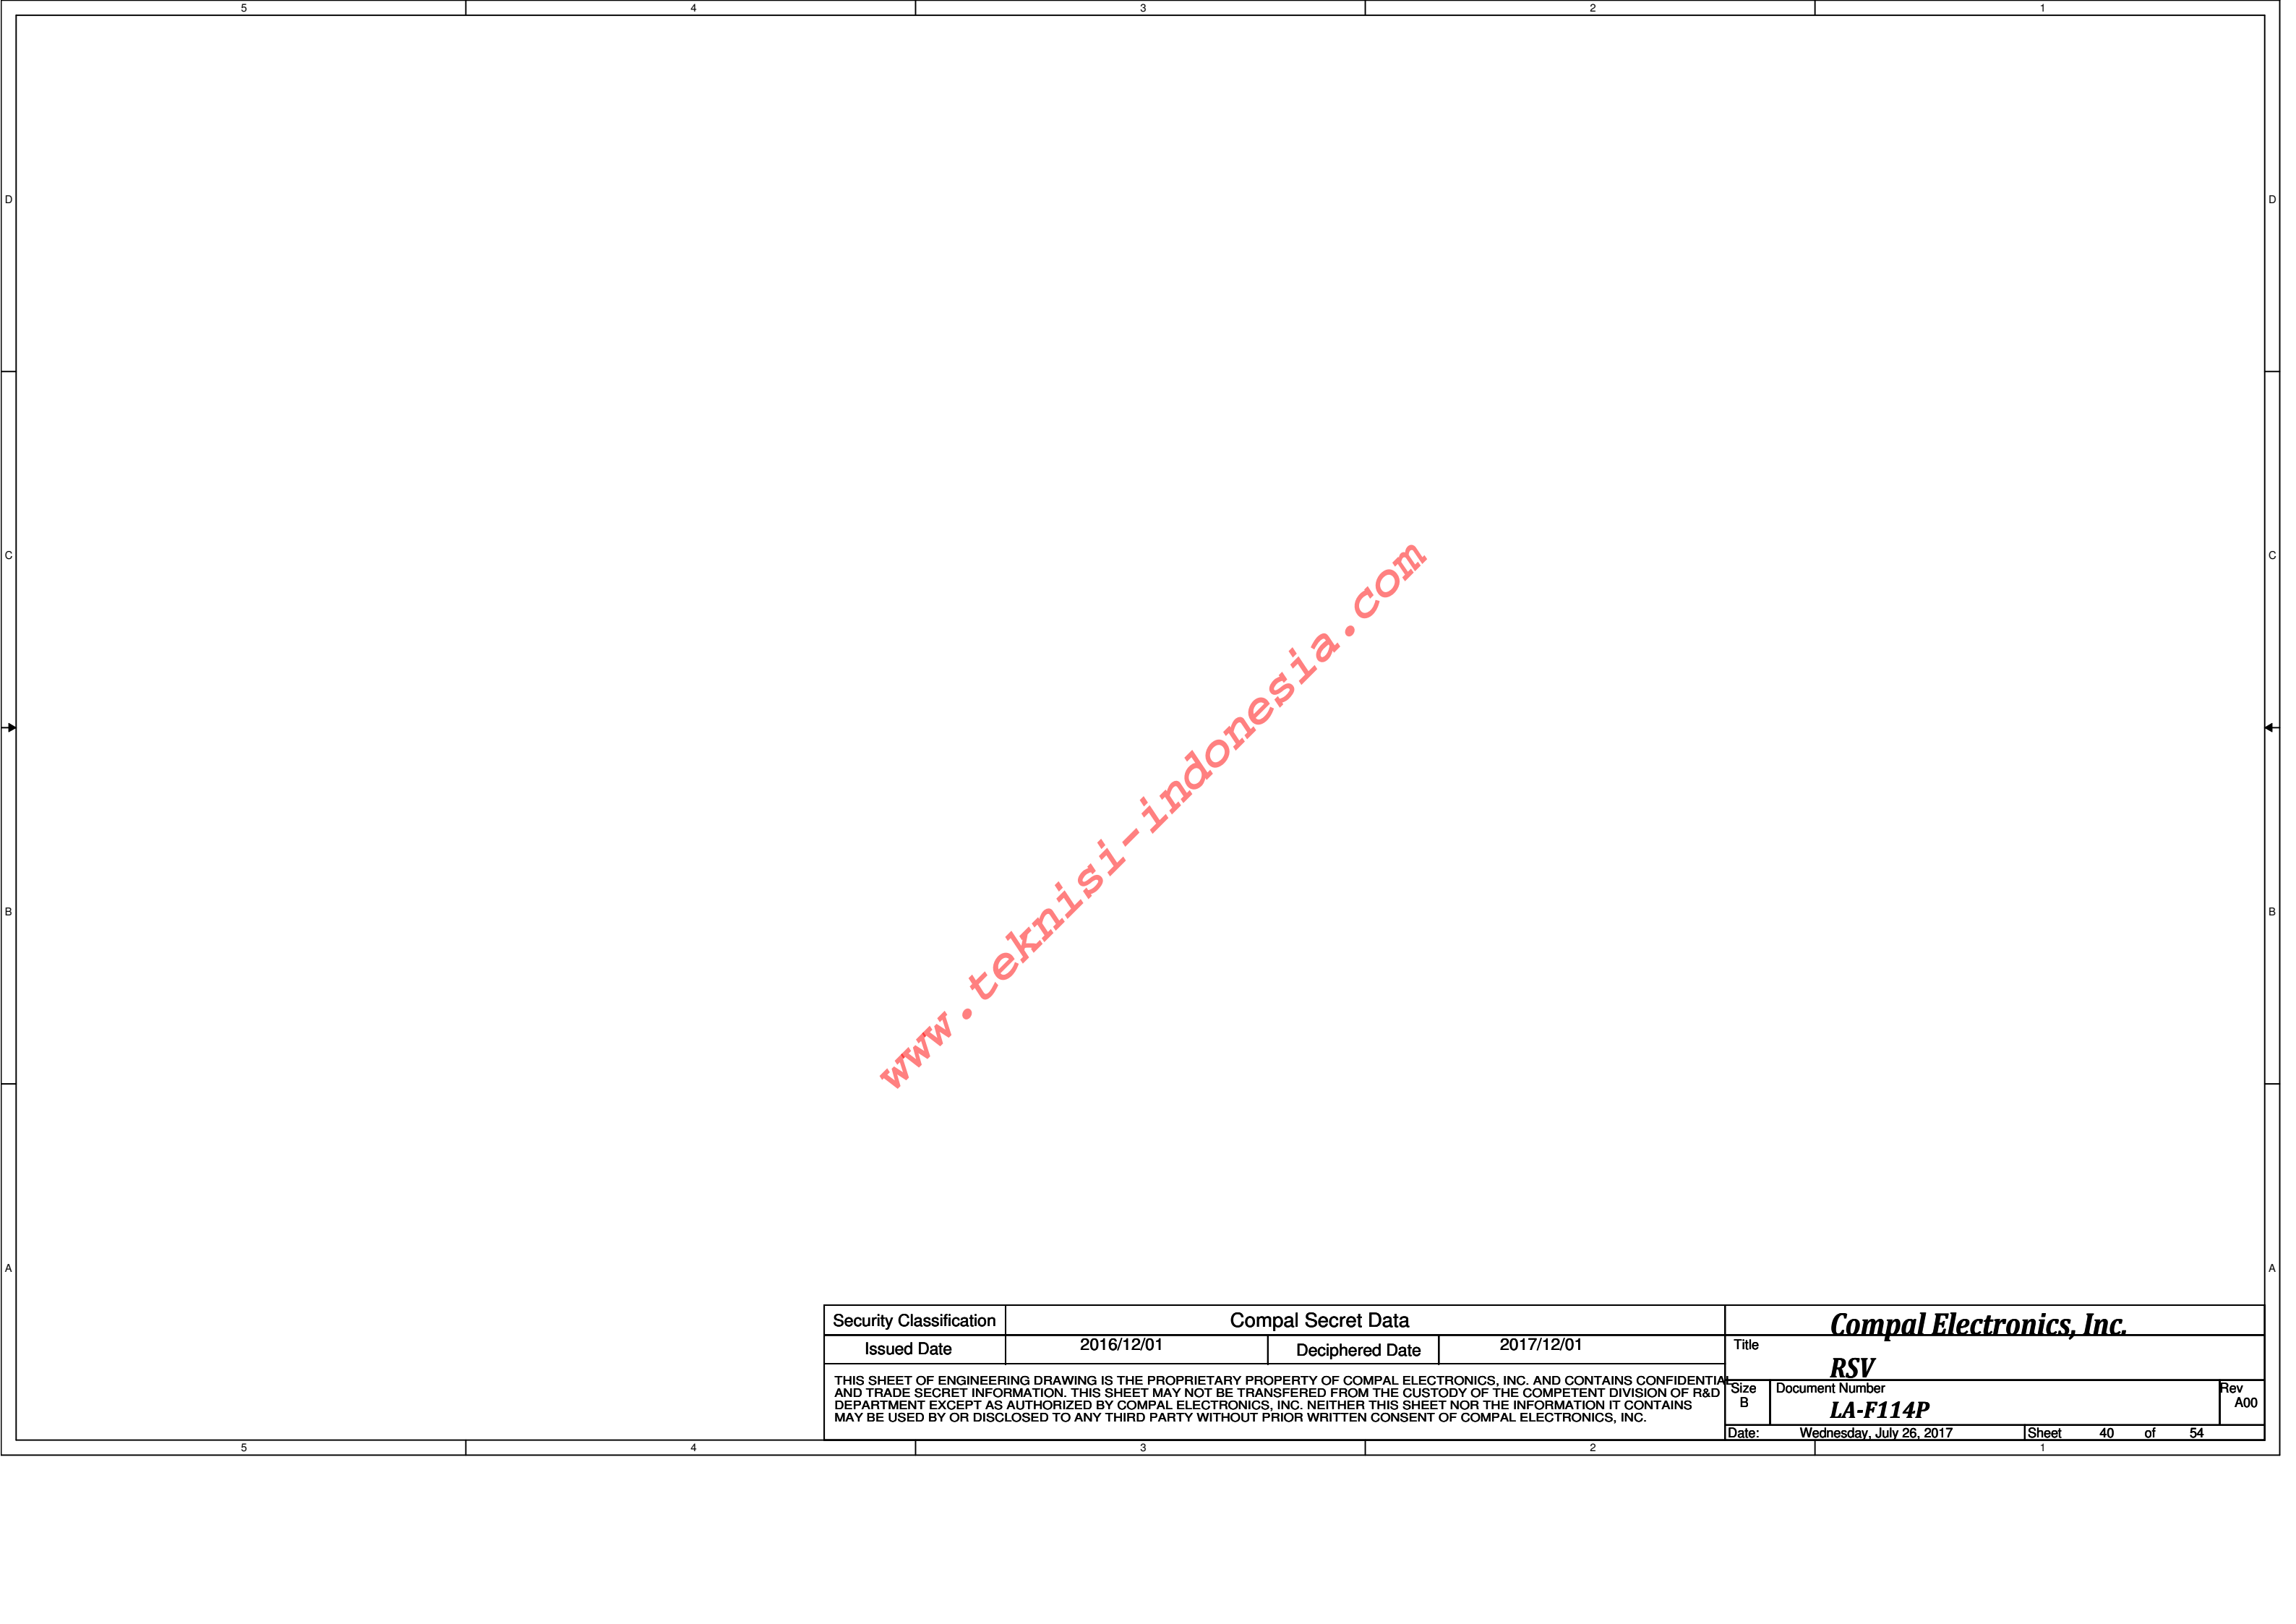 5 4 3 2 1
D D
C C
www.teknisi-indonesia.com
B B
A A
Security Classification Compal Secret Data Compal Electronics, Inc.
Issued Date 2016/12/01 Deciphered Date 2017/12/01
Title
RSV
THIS SHEET OF ENGINEERING DRAWING IS THE PROPRIETARY PROPERTY OF COMPAL ELECTRONICS, INC. AND CONTAINS CONFIDENTIAL
AND TRADE SECRET INFORMATION. THIS SHEET MAY NOT BE TRANSFERED FROM THE CUSTODY OF THE COMPETENT DIVISION OF R&D
DEPARTMENT EXCEPT AS AUTHORIZED BY COMPAL ELECTRONICS, INC. NEITHER THIS SHEET NOR THE INFORMATION IT CONTAINS
MAY BE USED BY OR DISCLOSED TO ANY THIRD PARTY WITHOUT PRIOR WRITTEN CONSENT OF COMPAL ELECTRONICS, INC.
Size Document Number Rev
B LA-F114P A00
Date: Wednesday, July 26, 2017 Sheet 40 of 54
5 4 3 2 1